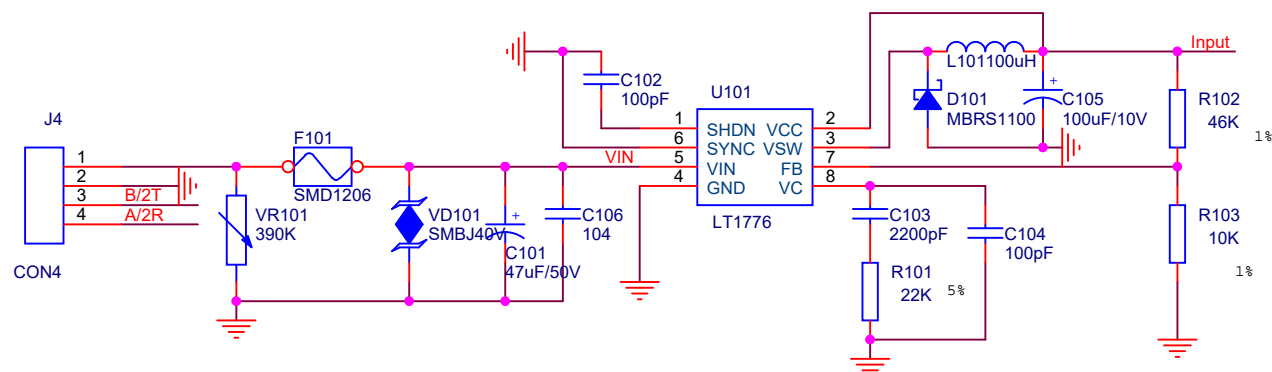 J4
1
2
3
4
B/2T
A/2R
CON4
F101
SMD1206
VR101
390K
VD101
SMBJ40V
+
C101
47uF/50V
C106
104
VIN
C102
100pF
U101
1 SHDN VCC 2
6 SYNC VSW 3
5 VIN FB 7
4 GND VC 8
LT1776
L101100uH
D101
MBRS1100
+
C105
100uF/10V
Input
R102
46K
1%
R103
10K
1%
C103
2200pF
C104
100pF
R101
22K 5%